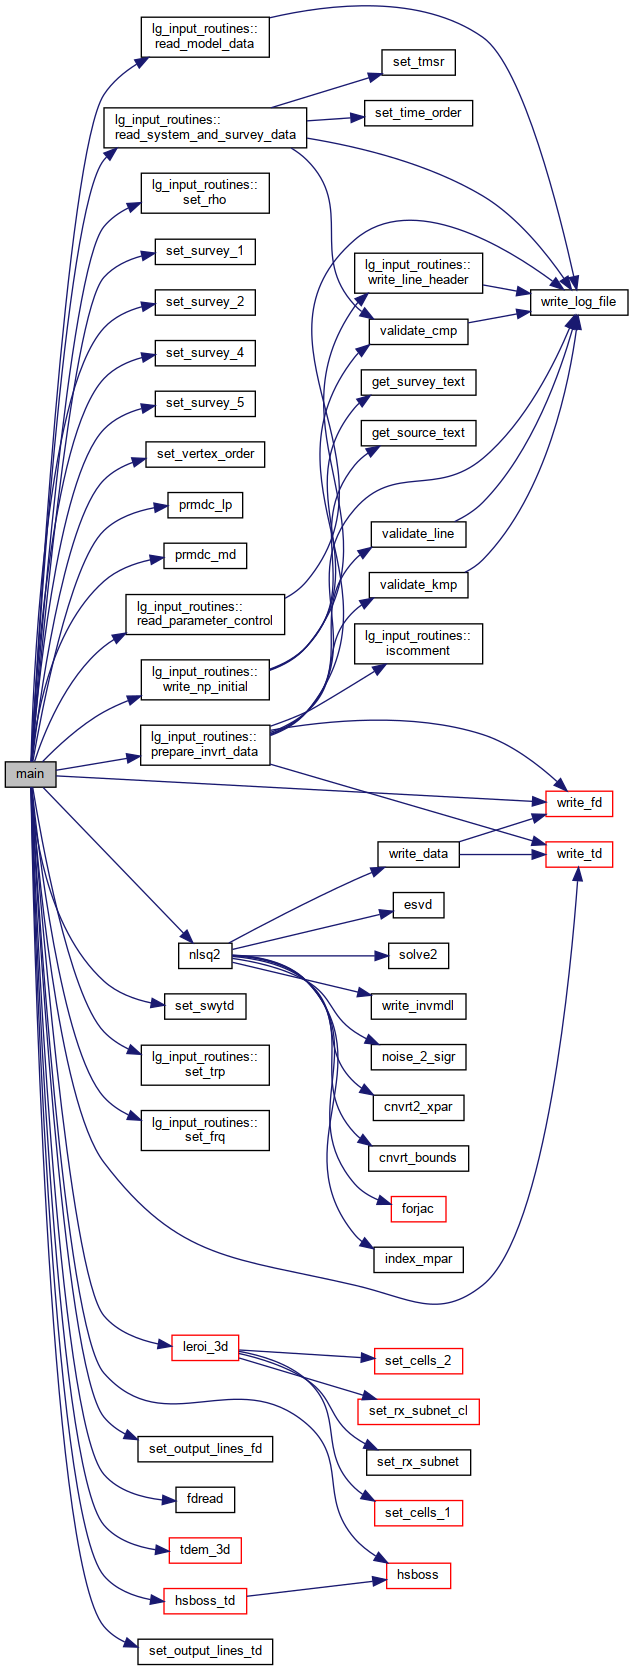 lg_input_routines::
read_model_data
set_tmsr
set_time_order
lg_input_routines::
read_system_and_survey_data
lg_input_routines::
set_rho
set_survey_1
lg_input_routines::
write_line_header
write_log_file
set_survey_2
validate_cmp
set_survey_4
get_survey_text
set_survey_5
get_source_text
set_vertex_order
prmdc_lp
validate_line
prmdc_md
validate_kmp
lg_input_routines::
read_parameter_control
lg_input_routines::
iscomment
lg_input_routines::
write_np_initial
lg_input_routines::
prepare_invrt_data
main
write_fd
write_data
write_td
esvd
nlsq2
solve2
set_swytd
write_invmdl
lg_input_routines::
set_trp
noise_2_sigr
cnvrt2_xpar
lg_input_routines::
set_frq
cnvrt_bounds
forjac
index_mpar
leroi_3d
set_cells_2
set_rx_subnet_cl
set_output_lines_fd
set_rx_subnet
fdread
set_cells_1
tdem_3d
hsboss
hsboss_td
set_output_lines_td